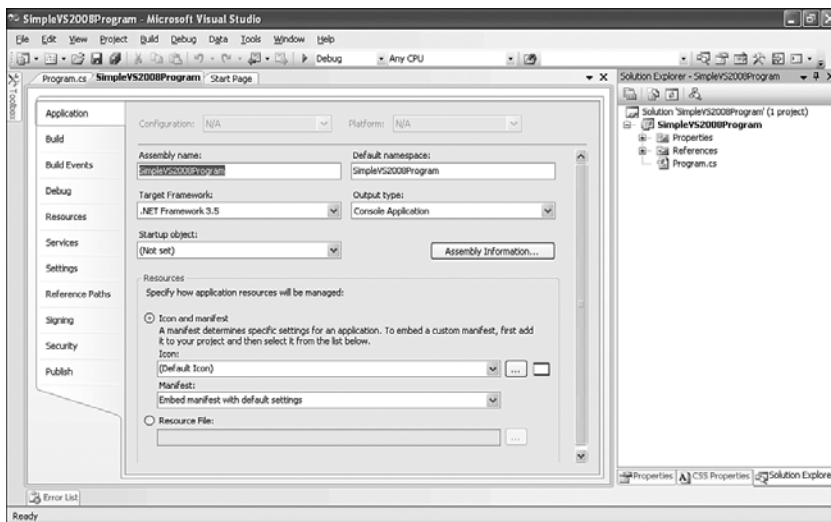 SimpleVS2008Program - Microsoft Visual Studio
File Edit View Project Build Debug Data Tools Window Help
Debug Any CPU
Toolbox
Program.cs SimpleVS2008Program Start Page
Application
Build
Build Events
Debug
Resources
Services
Settings
Reference Paths
Signing
Security
Publish
Configuration: N/A Platform: N/A
Assembly name: Default namespace:
SimpleVS2008Program SimpleVS2008Program
Target Framework: Output type:
.NET Framework 3.5 Console Application
Startup object:
(Not set) Assembly Information...
Resources
Specify how application resources will be managed:
Icon and manifest
A manifest determines specific settings for an application. To embed a custom manifest, first add
it to your project and then select it from the list below.
Icon:
(Default Icon) ...
Manifest:
Embed manifest with default settings
Resource File:
...
Solution Explorer - SimpleVS2008Program
Solution 'SimpleVS2008Program' (1 project)
SimpleVS2008Program
Properties
References
Program.cs
Properties CSS Properties Solution Explore
Error List
Ready